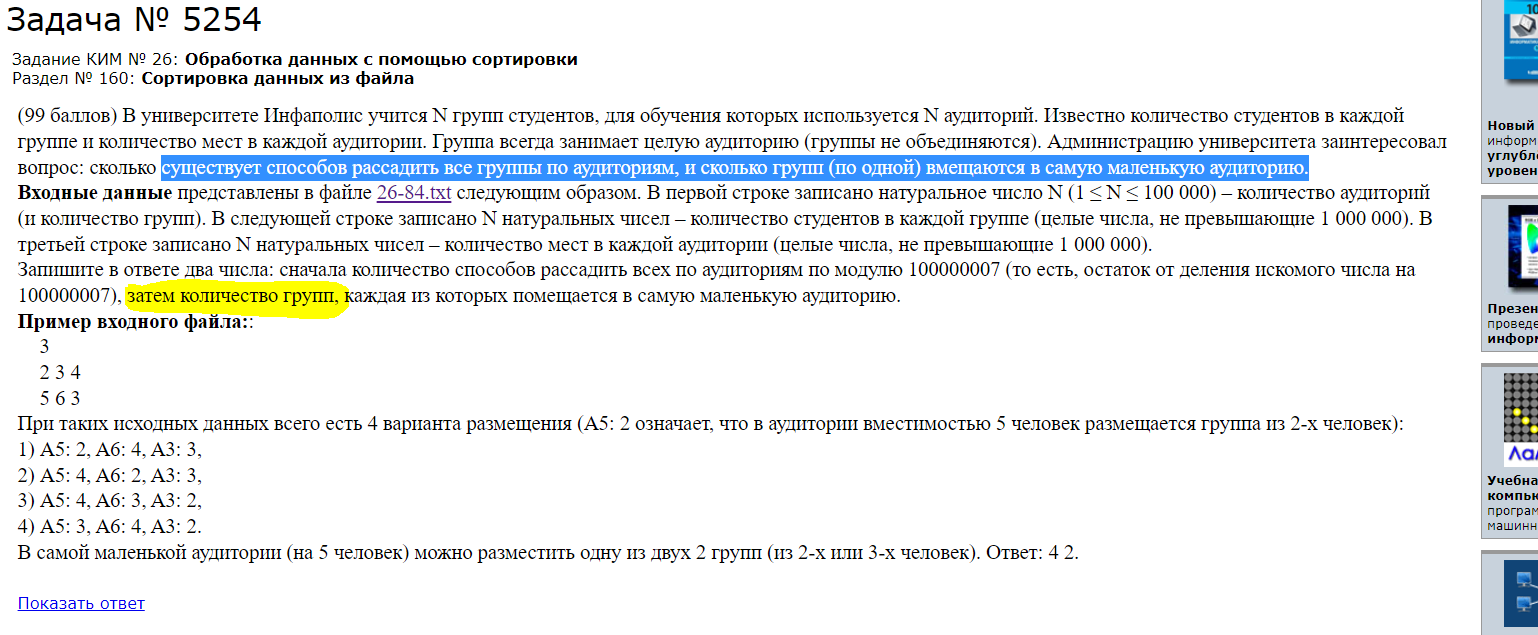 Задача № 5254
Задание КИМ № 26: Обработка данных с помощью сортировки
Раздел № 160: Сортировка данных из файла
(99 баллов) В университете Инфаполис учится N групп студентов, для обучения которых используется N аудиторий. Известно количество студентов в каждой
группе и количество мест в каждой аудитории. Группа всегда занимает целую аудиторию (группы не объединяются). Администрацию университета заинтересовал
вопрос: сколько существует способов рассадить все группы по аудиториям, и сколько групп (по одной) вмещаются в самую маленькую аудиторию.
Входные данные представлены в файле 26-84.txt следующим образом. В первой строке записано натуральное число N (1 ≤ N ≤ 100 000) – количество аудиторий
(и количество групп). В следующей строке записано N натуральных чисел – количество студентов в каждой группе (целые числа, не превышающие 1 000 000). В
третьей строке записано N натуральных чисел – количество мест в каждой аудитории (целые числа, не превышающие 1 000 000).
Запишите в ответе два числа: сначала количество способов рассадить всех по аудиториям по модулю 100000007 (то есть, остаток от деления искомого числа на
100000007), затем количество групп, каждая из которых помещается в самую маленькую аудиторию.
Пример входного файла::
3
2 3 4
5 6 3
При таких исходных данных всего есть 4 варианта размещения (А5: 2 означает, что в аудитории вместимостью 5 человек размещается группа из 2-х человек):
1) А5: 2, А6: 4, А3: 3,
2) А5: 4, А6: 2, А3: 3,
3) А5: 4, А6: 3, А3: 2,
4) А5: 3, А6: 4, А3: 2.
В самой маленькой аудитории (на 5 человек) можно разместить одну из двух 2 групп (из 2-х или 3-х человек). Ответ: 4 2.
Показать ответ
10
Новый
информ
углубл
уровен
Презен
проведе
информ
Лам
Учебна
компью
програм
машинн